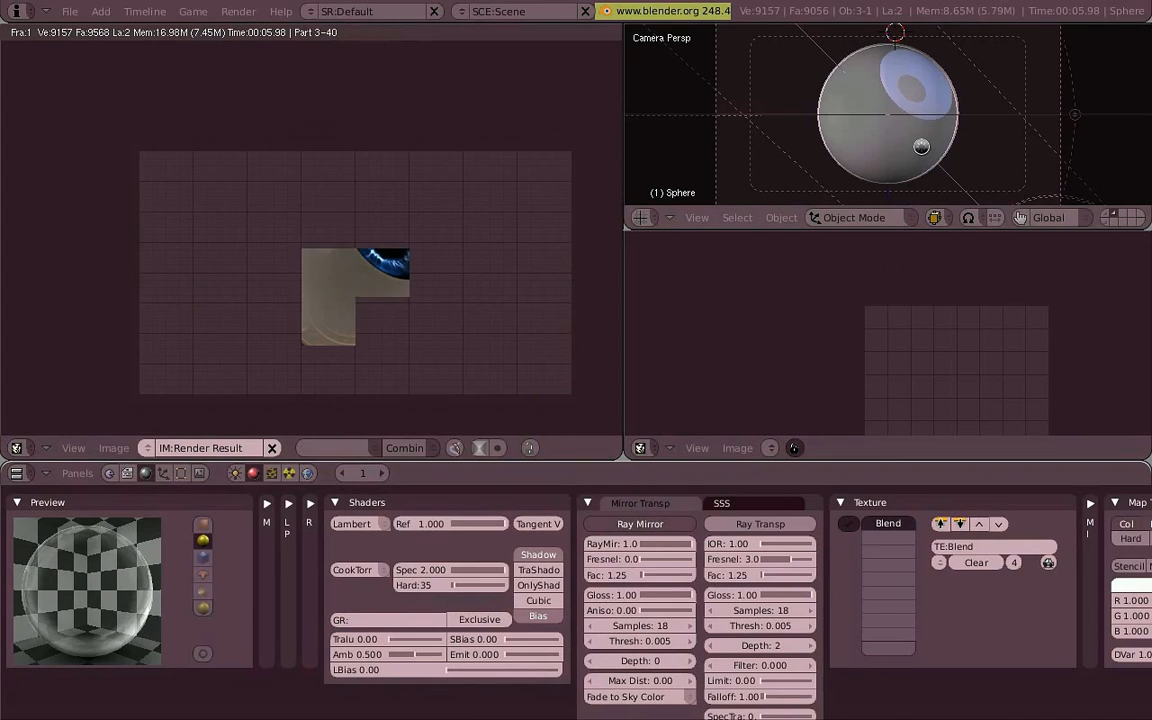 File Add Timeline Game Render Help SR:Default SCE:Scene www.blender.org 248.4 Ve:9157 Fa:9056 Ob:3-1 La:2 Mem:8.65M (5.79M) Time:00:05.98 Sphere
Fra:1 Ve:9157 Fa:9568 La:2 Mem:16.98M (7.45M) Time:00:05.98 | Part 3-40
Camera Persp
(1) Sphere
View Select Object Object Mode Global
View Image IM:Render Result Combin
View Image
Panels 1
Preview
M
L
P
R
Shaders
Lambert Ref 1.000 Tangent V
Shadow
CookTorr Spec 2.000 TraShado
Hard:35 OnlyShad
Cubic
GR: Exclusive Bias
Tralu 0.00 SBias 0.00
Amb 0.500 Emit 0.000
LBias 0.00
Mirror Transp SSS
Ray Mirror Ray Transp
RayMir: 1.0 IOR: 1.00
Fresnel: 0.0 Fresnel: 3.0
Fac: 1.25 Fac: 1.25
Gloss: 1.00 Gloss: 1.00
Aniso: 0.00 Samples: 18
Samples: 18 Thresh: 0.005
Thresh: 0.005
Depth: 2
Depth: 0
Filter: 0.000
Max Dist: 0.00 Limit: 0.00
Fade to Sky Color Falloff: 1.00
SpecTra: 0.
Texture
Blend
TE:Blend
Clear 4
M
I
Map T
Col
Hard
Stencil
R 1.000
G 1.000
B 1.000
DVar 1.0